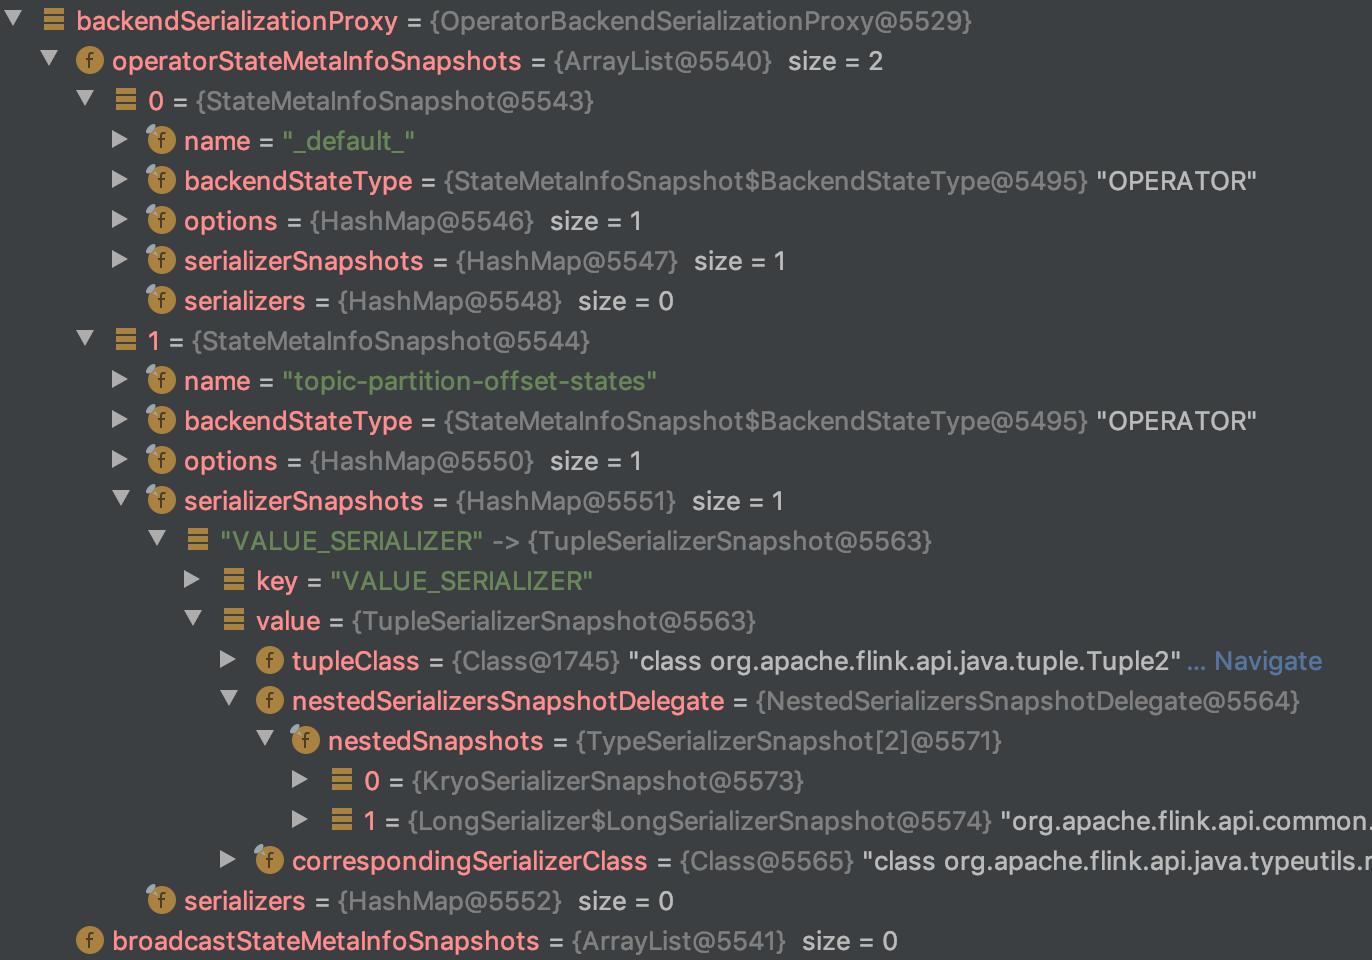 backendSerializationProxy = {OperatorBackendSerializationProxy@5529}
f operatorStateMetaInfoSnapshots = {ArrayList@5540} size = 2
0 = {StateMetaInfoSnapshot@5543}
f name = "_default_"
f backendStateType = {StateMetaInfoSnapshot$BackendStateType@5495} "OPERATOR"
f options = {HashMap@5546} size = 1
f serializerSnapshots = {HashMap@5547} size = 1
f serializers = {HashMap@5548} size = 0
1 = {StateMetaInfoSnapshot@5544}
f name = "topic-partition-offset-states"
f backendStateType = {StateMetaInfoSnapshot$BackendStateType@5495} "OPERATOR"
f options = {HashMap@5550} size = 1
f serializerSnapshots = {HashMap@5551} size = 1
"VALUE_SERIALIZER" -> {TupleSerializerSnapshot@5563}
key = "VALUE_SERIALIZER"
value = {TupleSerializerSnapshot@5563}
f tupleClass = {Class@1745} "class org.apache.flink.api.java.tuple.Tuple2" ... Navigate
f nestedSerializersSnapshotDelegate = {NestedSerializersSnapshotDelegate@5564}
f nestedSnapshots = {TypeSerializerSnapshot[2]@5571}
0 = {KryoSerializerSnapshot@5573}
1 = {LongSerializer$LongSerializerSnapshot@5574} "org.apache.flink.api.common.
f correspondingSerializerClass = {Class@5565} "class org.apache.flink.api.java.typeutils.r
f serializers = {HashMap@5552} size = 0
f broadcastStateMetaInfoSnapshots = {ArrayList@5541} size = 0